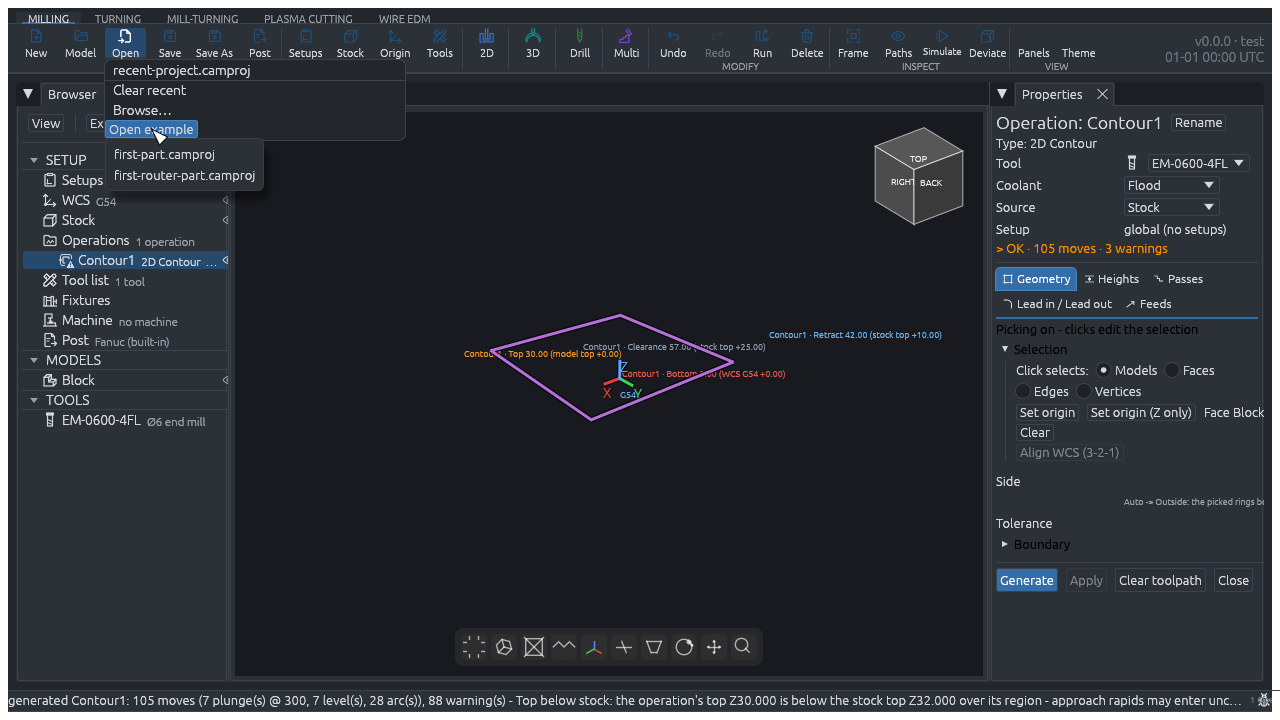 MILLING TURNING MILL-TURNING PLASMA CUTTING WIRE EDM
New Model Open Save Save As Post Setups Stock Origin Tools 2D 3D Drill Multi Undo Redo Run Delete Frame Paths Simulate Deviate Panels Theme
MODIFY INSPECT VIEW
v0.0.0 · test
01-01 00:00 UTC
recent-project.camproj
Clear recent
Browse…
Open example
first-part.camproj
first-router-part.camproj
Browser
View
SETUP
Setups
WCS G54
Stock
Operations 1 operation
Contour1 2D Contour …
Tool list 1 tool
Fixtures
Machine no machine
Post Fanuc (built-in)
MODELS
Block
TOOLS
EM-0600-4FL Ø6 end mill
TOP
RIGHT BACK
Contour1 · Retract 42.00 (stock top +10.00)
Contour1 · Clearance 57.00 (stock top +25.00)
Contour1 · Top 30.00 (model top +0.00)
Contour1 · Bottom 0.00 (WCS G54 +0.00)
Z
X Y
G54
Properties
Operation: Contour1 Rename
Type: 2D Contour
Tool EM-0600-4FL
Coolant Flood
Source Stock
Setup global (no setups)
> OK · 105 moves · 3 warnings
Geometry Heights Passes
Lead in / Lead out Feeds
Picking on - clicks edit the selection
Selection
Click selects: Models Faces
Edges Vertices
Set origin Set origin (Z only) Face Block
Clear
Align WCS (3-2-1)
Side
Auto -> Outside: the picked rings
Tolerance
Boundary
Generate Apply Clear toolpath Close
generated Contour1: 105 moves (7 plunge(s) @ 300, 7 level(s), 28 arc(s)), 88 warning(s) - Top below stock: the operation's top Z30.000 is below the stock top Z32.000 over its region - approach rapids may enter unc…